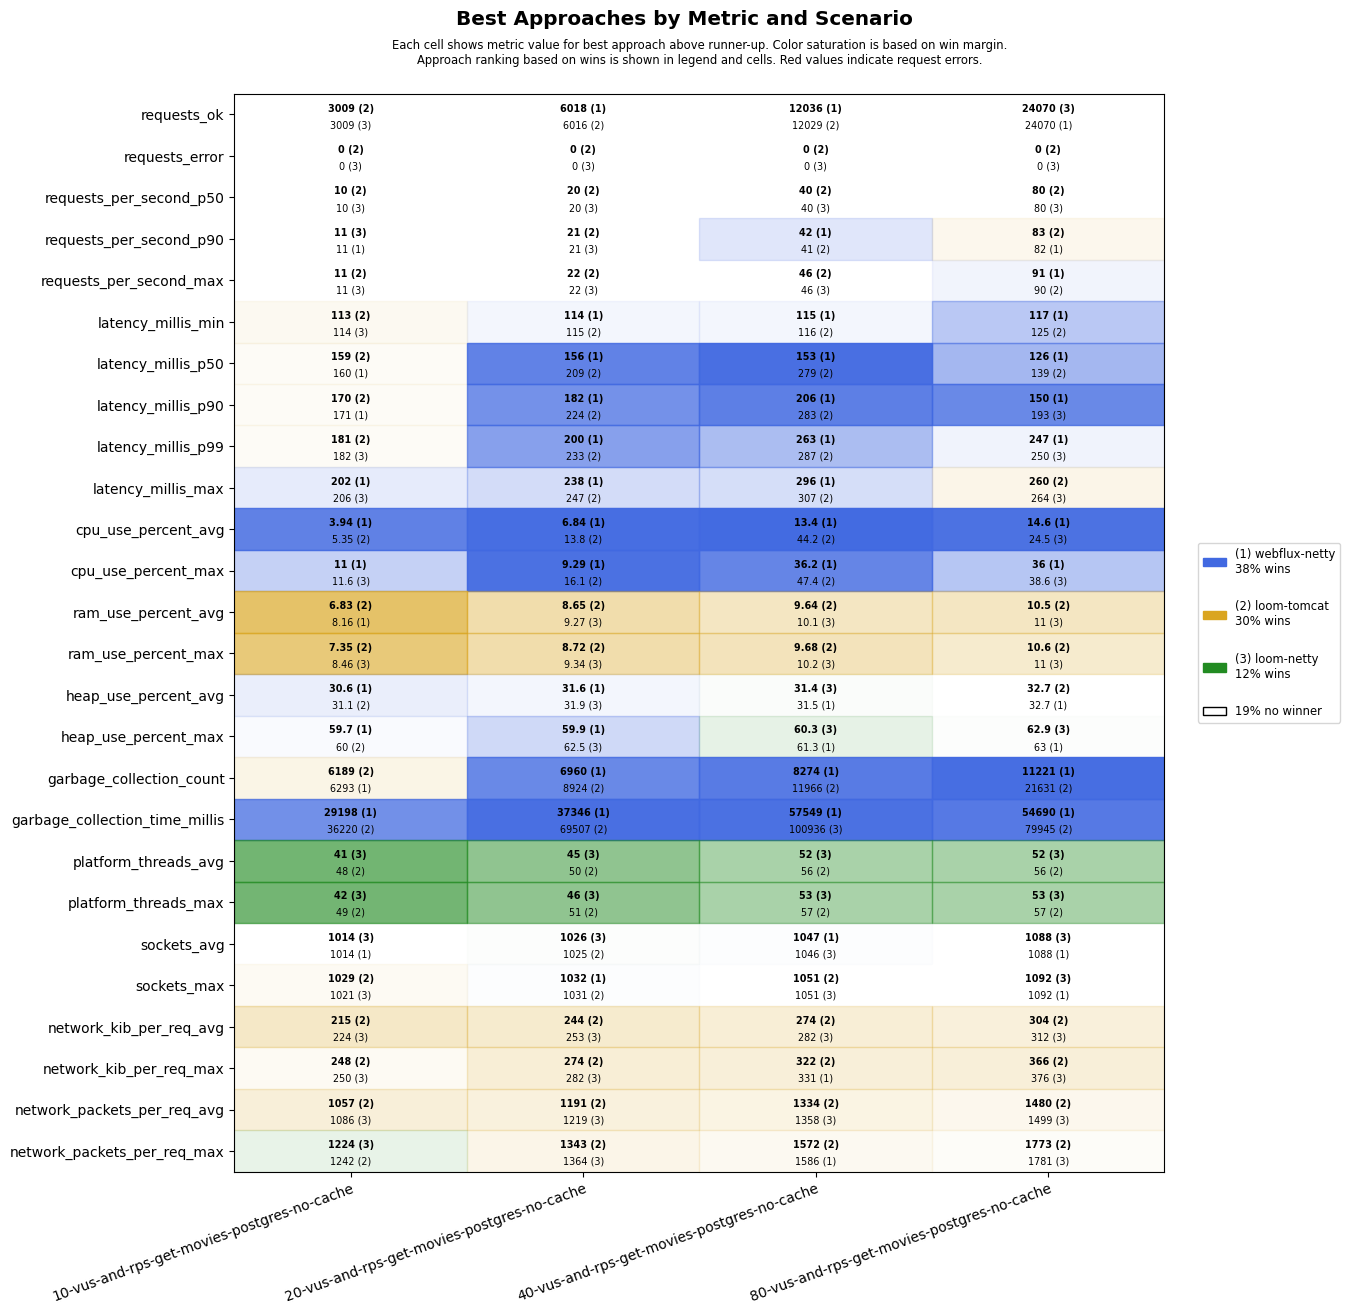 Best Approaches by Metric and Scenario
Each cell shows metric value for best approach above runner-up. Color saturation is based on win margin.
Approach ranking based on wins is shown in legend and cells. Red values indicate request errors.
requests_ok
3009 (2) 6018 (1) 12036 (1) 24070 (3)
3009 (3) 6016 (2) 12029 (2) 24070 (1)
requests_error
0 (2) 0 (2) 0 (2) 0 (2)
0 (3) 0 (3) 0 (3) 0 (3)
requests_per_second_p50
10 (2) 20 (2) 40 (2) 80 (2)
10 (3) 20 (3) 40 (3) 80 (3)
requests_per_second_p90
11 (3) 21 (2) 42 (1) 83 (2)
11 (1) 21 (3) 41 (2) 82 (1)
requests_per_second_max
11 (2) 22 (2) 46 (2) 91 (1)
11 (3) 22 (3) 46 (3) 90 (2)
latency_millis_min
113 (2) 114 (1) 115 (1) 117 (1)
114 (3) 115 (2) 116 (2) 125 (2)
latency_millis_p50
159 (2) 156 (1) 153 (1) 126 (1)
160 (1) 209 (2) 279 (2) 139 (2)
latency_millis_p90
170 (2) 182 (1) 206 (1) 150 (1)
171 (1) 224 (2) 283 (2) 193 (3)
latency_millis_p99
181 (2) 200 (1) 263 (1) 247 (1)
182 (3) 233 (2) 287 (2) 250 (3)
latency_millis_max
202 (1) 238 (1) 296 (1) 260 (2)
206 (3) 247 (2) 307 (2) 264 (3)
cpu_use_percent_avg
3.94 (1) 6.84 (1) 13.4 (1) 14.6 (1)
5.35 (2) 13.8 (2) 44.2 (2) 24.5 (3)
cpu_use_percent_max
11 (1) 9.29 (1) 36.2 (1) 36 (1)
11.6 (3) 16.1 (2) 47.4 (2) 38.6 (3)
ram_use_percent_avg
6.83 (2) 8.65 (2) 9.64 (2) 10.5 (2)
8.16 (1) 9.27 (3) 10.1 (3) 11 (3)
ram_use_percent_max
7.35 (2) 8.72 (2) 9.68 (2) 10.6 (2)
8.46 (3) 9.34 (3) 10.2 (3) 11 (3)
heap_use_percent_avg
30.6 (1) 31.6 (1) 31.4 (3) 32.7 (2)
31.1 (2) 31.9 (3) 31.5 (1) 32.7 (1)
heap_use_percent_max
59.7 (1) 59.9 (1) 60.3 (3) 62.9 (3)
60 (2) 62.5 (3) 61.3 (1) 63 (1)
garbage_collection_count
6189 (2) 6960 (1) 8274 (1) 11221 (1)
6293 (1) 8924 (2) 11966 (2) 21631 (2)
garbage_collection_time_millis
29198 (1) 37346 (1) 57549 (1) 54690 (1)
36220 (2) 69507 (2) 100936 (3) 79945 (2)
platform_threads_avg
41 (3) 45 (3) 52 (3) 52 (3)
48 (2) 50 (2) 56 (2) 56 (2)
platform_threads_max
42 (3) 46 (3) 53 (3) 53 (3)
49 (2) 51 (2) 57 (2) 57 (2)
sockets_avg
1014 (3) 1026 (3) 1047 (1) 1088 (3)
1014 (1) 1025 (2) 1046 (3) 1088 (1)
sockets_max
1029 (2) 1032 (1) 1051 (2) 1092 (3)
1021 (3) 1031 (2) 1051 (3) 1092 (1)
network_kib_per_req_avg
215 (2) 244 (2) 274 (2) 304 (2)
224 (3) 253 (3) 282 (3) 312 (3)
network_kib_per_req_max
248 (2) 274 (2) 322 (2) 366 (2)
250 (3) 282 (3) 331 (1) 376 (3)
network_packets_per_req_avg
1057 (2) 1191 (2) 1334 (2) 1480 (2)
1086 (3) 1219 (3) 1358 (3) 1499 (3)
network_packets_per_req_max
1224 (3) 1343 (2) 1572 (2) 1773 (2)
1242 (2) 1364 (3) 1586 (1) 1781 (3)
10-vus-and-rps-get-movies-postgres-no-cache
20-vus-and-rps-get-movies-postgres-no-cache
40-vus-and-rps-get-movies-postgres-no-cache
80-vus-and-rps-get-movies-postgres-no-cache
(1) webflux-netty
38% wins
(2) loom-tomcat
30% wins
(3) loom-netty
12% wins
19% no winner